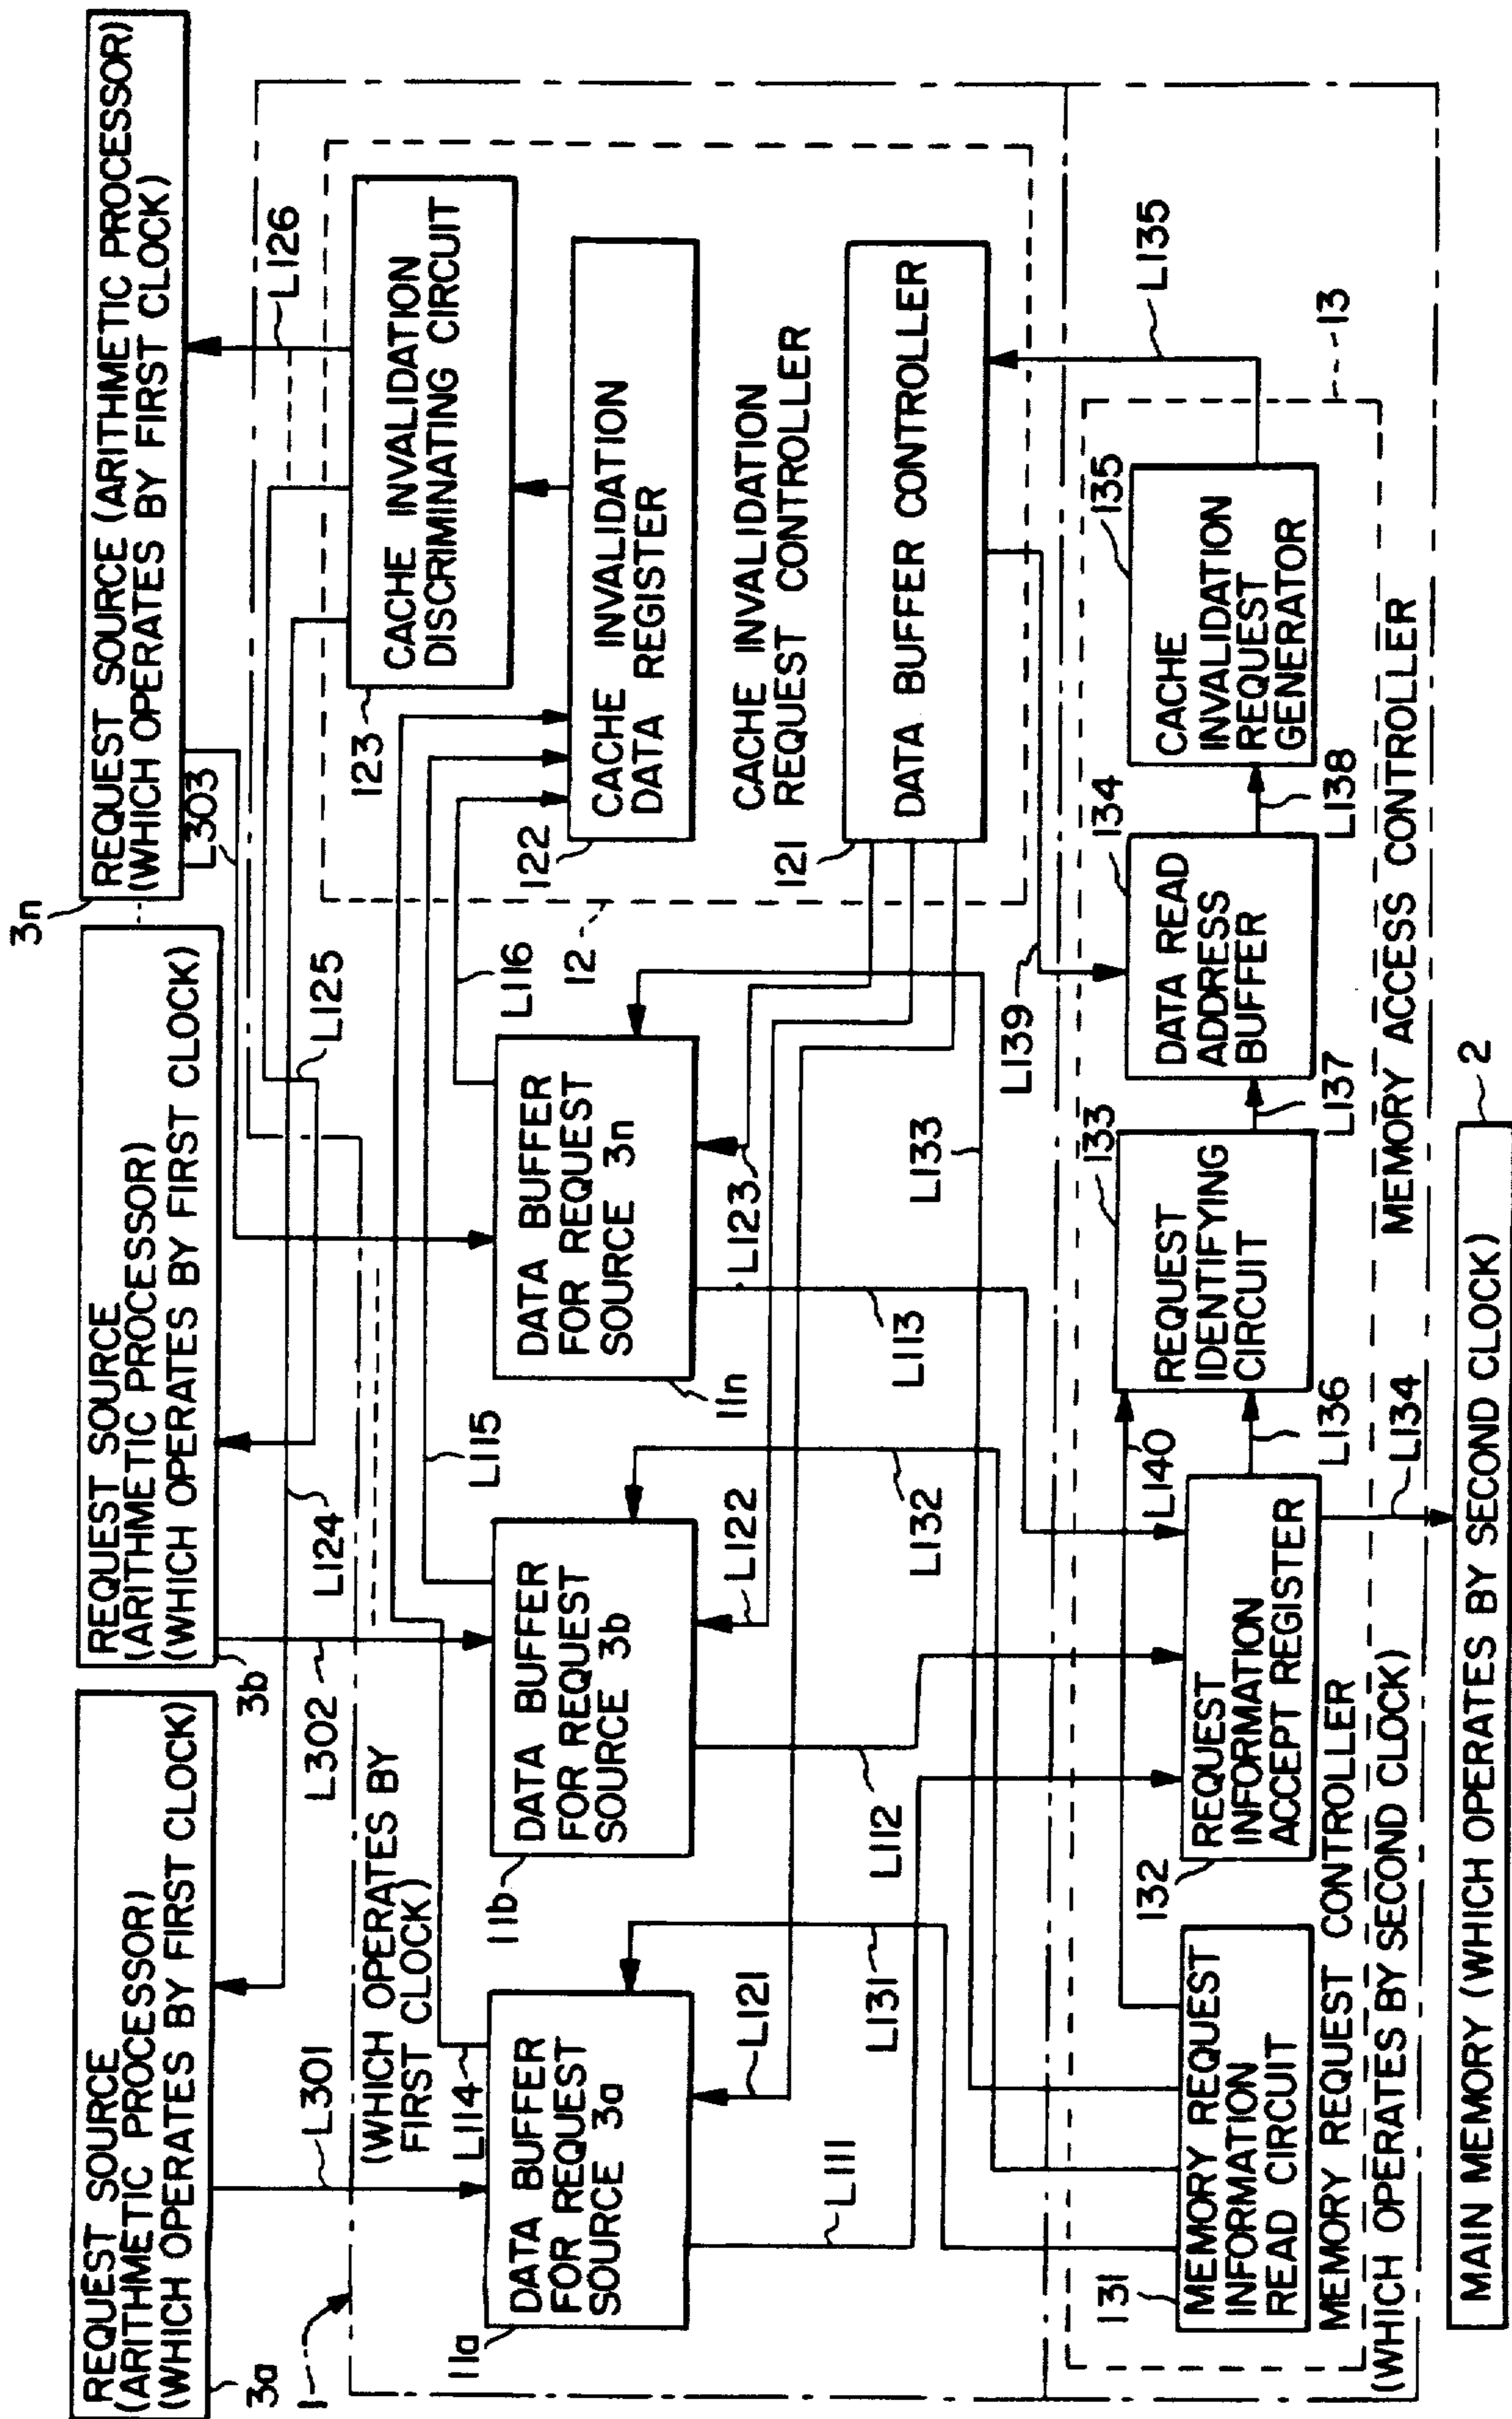 REQUEST SOURCE
(ARITHMETIC PROCESSOR)
(WHICH OPERATES BY FIRST CLOCK)
3a
REQUEST SOURCE
(ARITHMETIC PROCESSOR)
(WHICH OPERATES BY FIRST CLOCK)
3b
REQUEST SOURCE (ARITHMETIC PROCESSOR)
(WHICH OPERATES BY FIRST CLOCK)
3n
L301
L302
L124
L125
L303
L126
1
(WHICH OPERATES BY
FIRST CLOCK)
L114
L115
L116
DATA BUFFER
FOR REQUEST
SOURCE 3a
11a
DATA BUFFER
FOR REQUEST
SOURCE 3b
11b
DATA BUFFER
FOR REQUEST
SOURCE 3n
11n
12
CACHE INVALIDATION
DISCRIMINATING CIRCUIT
123
CACHE INVALIDATION
DATA REGISTER
122
CACHE INVALIDATION
REQUEST CONTROLLER
DATA BUFFER CONTROLLER
121
L121
L122
L123
L111
L112
L113
L131
L132
L133
L139
L135
13
MEMORY REQUEST
INFORMATION
READ CIRCUIT
131
REQUEST
INFORMATION
ACCEPT REGISTER
132
L140
L136
REQUEST
IDENTIFYING
CIRCUIT
133
L137
DATA READ
ADDRESS
BUFFER
134
L138
CACHE
INVALIDATION
REQUEST
GENERATOR
135
MEMORY REQUEST CONTROLLER
(WHICH OPERATES BY SECOND CLOCK)
L134
MEMORY ACCESS CONTROLLER
MAIN MEMORY (WHICH OPERATES BY SECOND CLOCK)
2